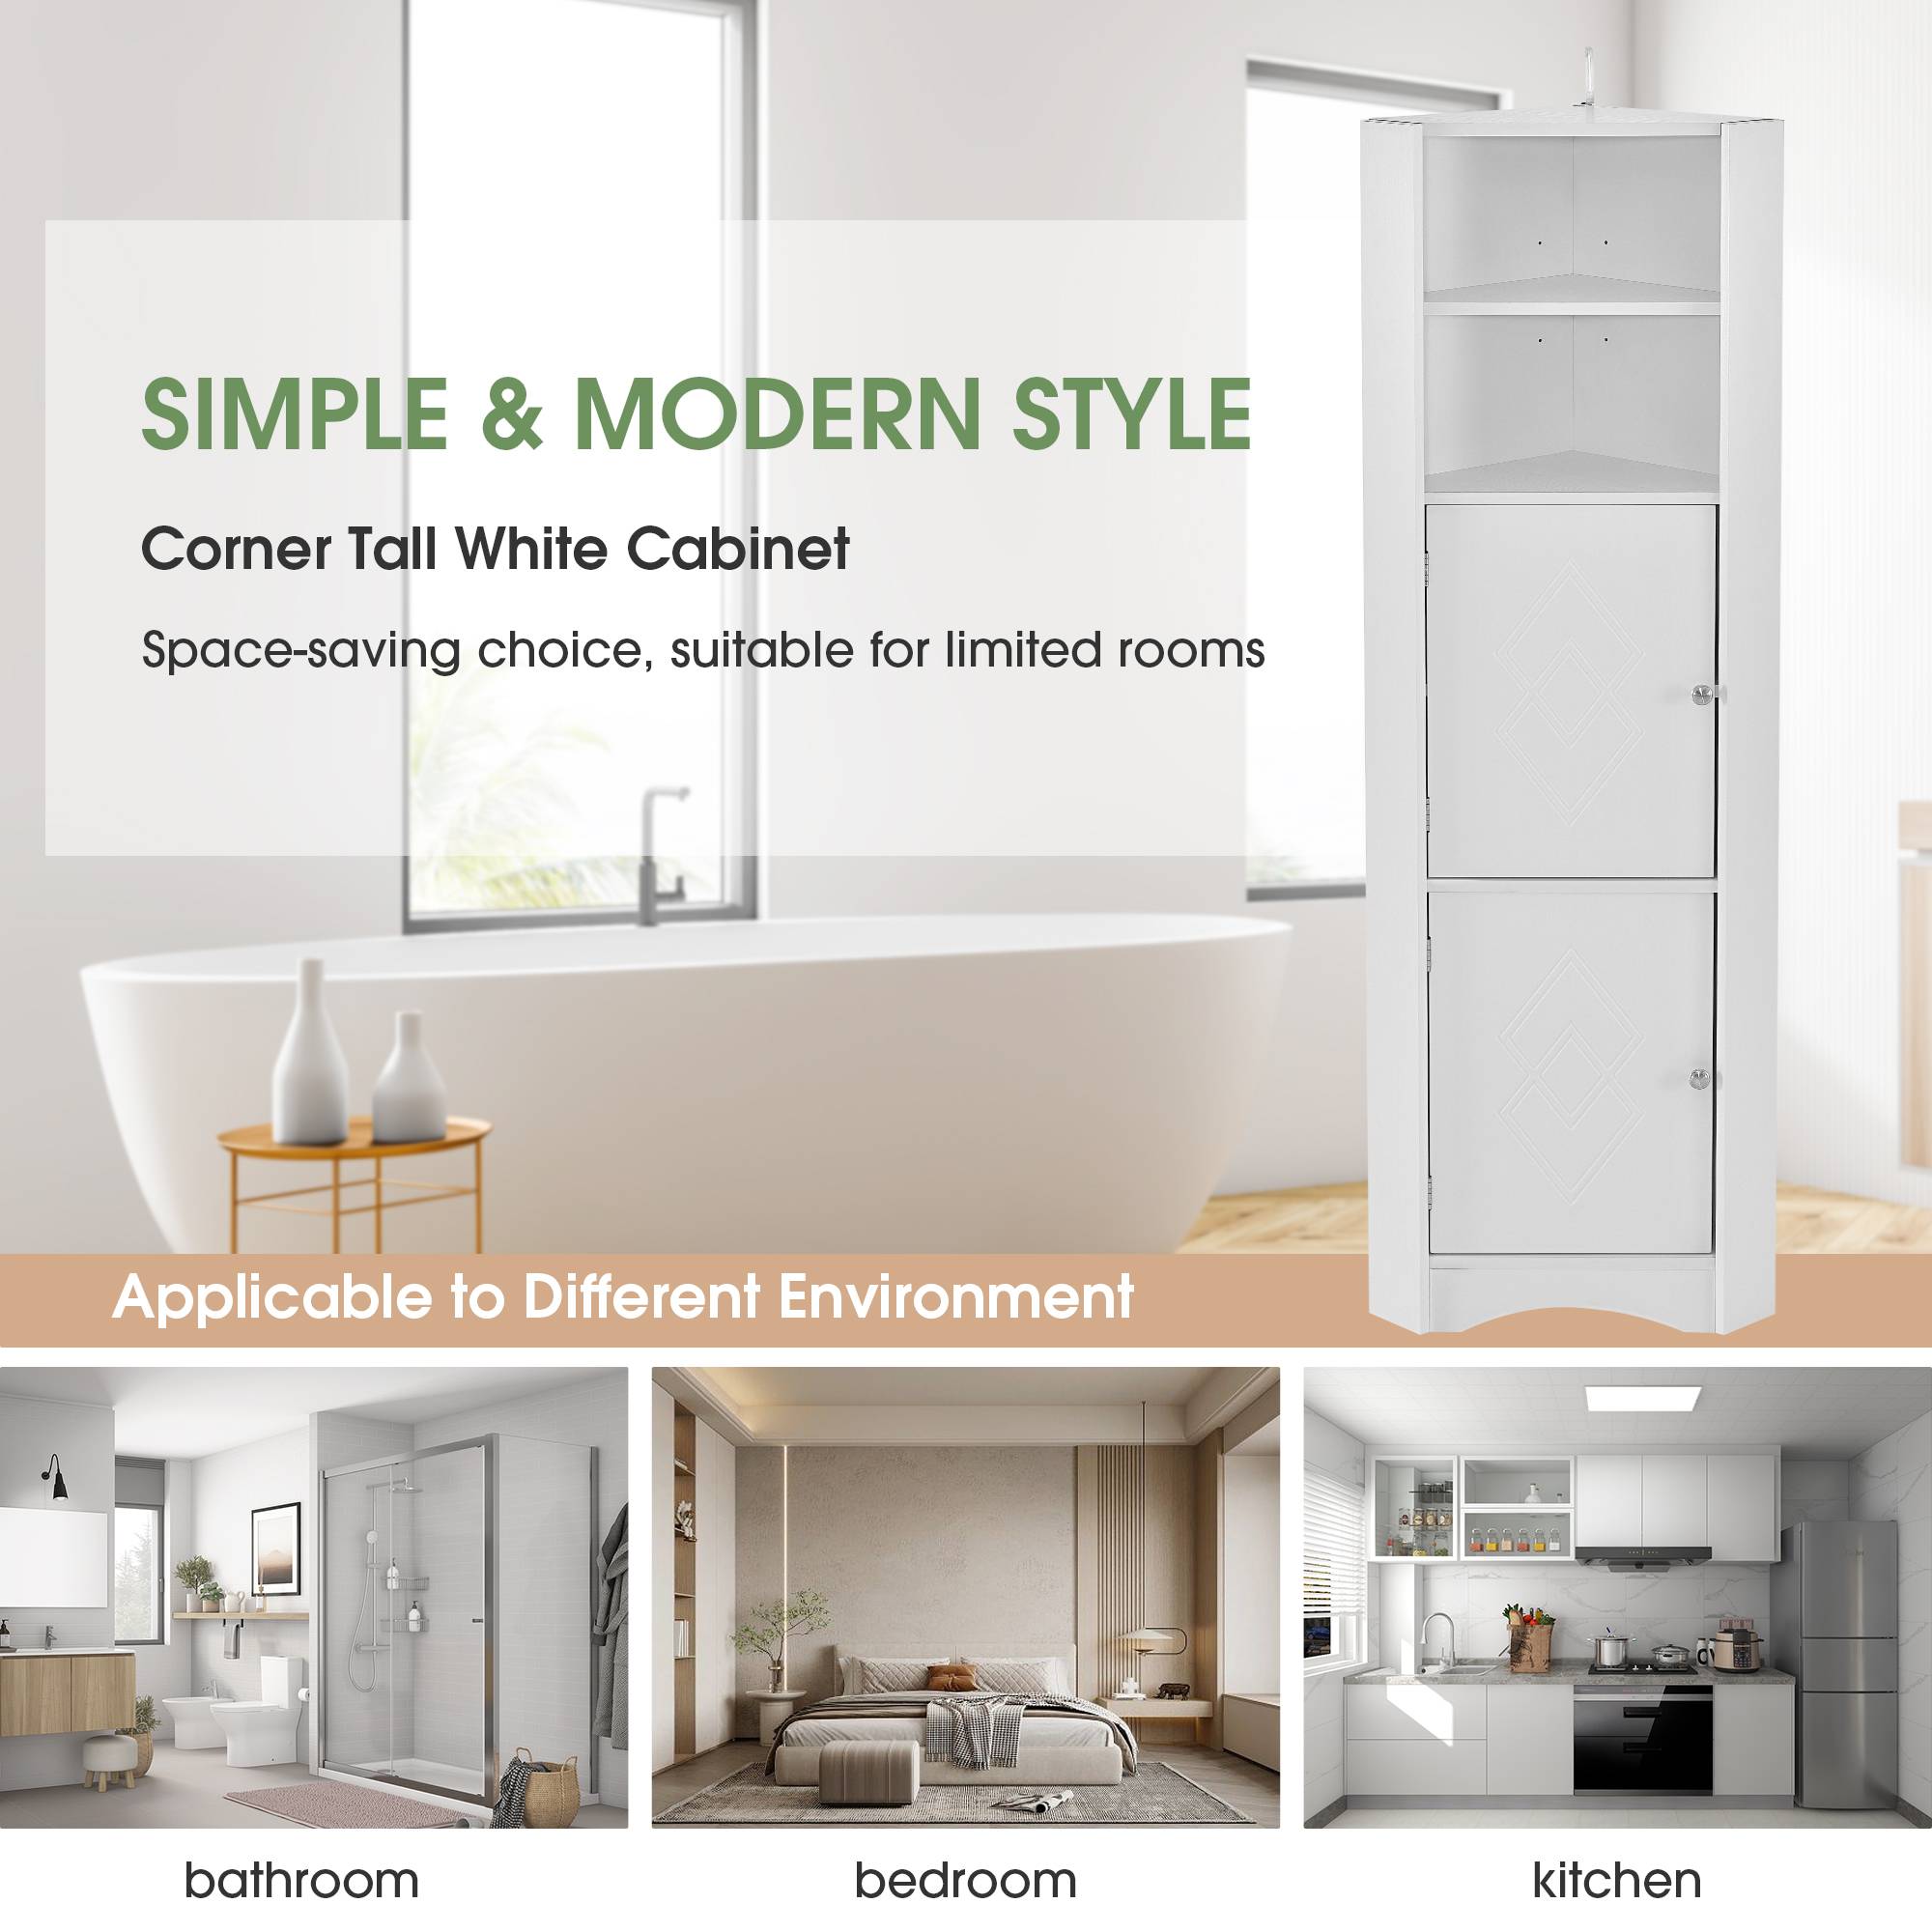 SIMPLE & MODERN STYLE
Corner Tall White Cabinet
Space-saving choice, suitable for limited rooms
Applicable to Different Environment
bathroom
bedroom
kitchen